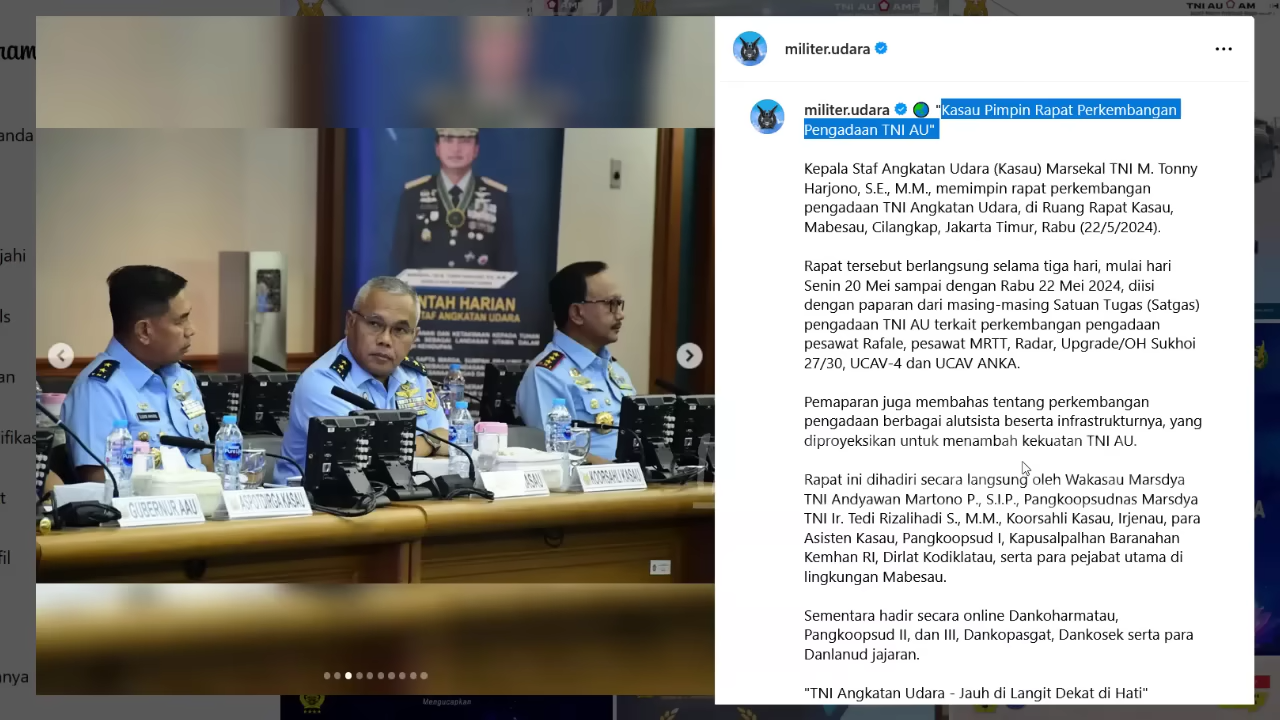 militer.udara
militer.udara "Kasau Pimpin Rapat Perkembangan
Pengadaan TNI AU"
Kepala Staf Angkatan Udara (Kasau) Marsekal TNI M. Tonny
Harjono, S.E., M.M., memimpin rapat perkembangan
pengadaan TNI Angkatan Udara, di Ruang Rapat Kasau,
Mabesau, Cilangkap, Jakarta Timur, Rabu (22/5/2024).
Rapat tersebut berlangsung selama tiga hari, mulai hari
Senin 20 Mei sampai dengan Rabu 22 Mei 2024, diisi
dengan paparan dari masing-masing Satuan Tugas (Satgas)
pengadaan TNI AU terkait perkembangan pengadaan
pesawat Rafale, pesawat MRTT, Radar, Upgrade/OH Sukhoi
27/30, UCAV-4 dan UCAV ANKA.
Pemaparan juga membahas tentang perkembangan
pengadaan berbagai alutsista beserta infrastrukturnya, yang
diproyeksikan untuk menambah kekuatan TNI AU.
Rapat ini dihadiri secara langsung oleh Wakasau Marsdya
TNI Andyawan Martono P., S.I.P., Pangkoopsudnas Marsdya
TNI Ir. Tedi Rizalihadi S., M.M., Koorsahli Kasau, Irjenau, para
Asisten Kasau, Pangkoopsud I, Kapusalpalhan Baranahan
Kemhan RI, Dirlat Kodiklatau, serta para pejabat utama di
lingkungan Mabesau.
Sementara hadir secara online Dankoharmatau,
Pangkoopsud II, dan III, Dankopasgat, Dankosek serta para
Danlanud jajaran.
"TNI Angkatan Udara - Jauh di Langit Dekat di Hati"
NTAH HARIAN
STAF ANGKATAN UDARA
GUBERNUR AAU
ASPOTDIRGA KASAU
KOORSAHLI KASAU
Mengucapkan